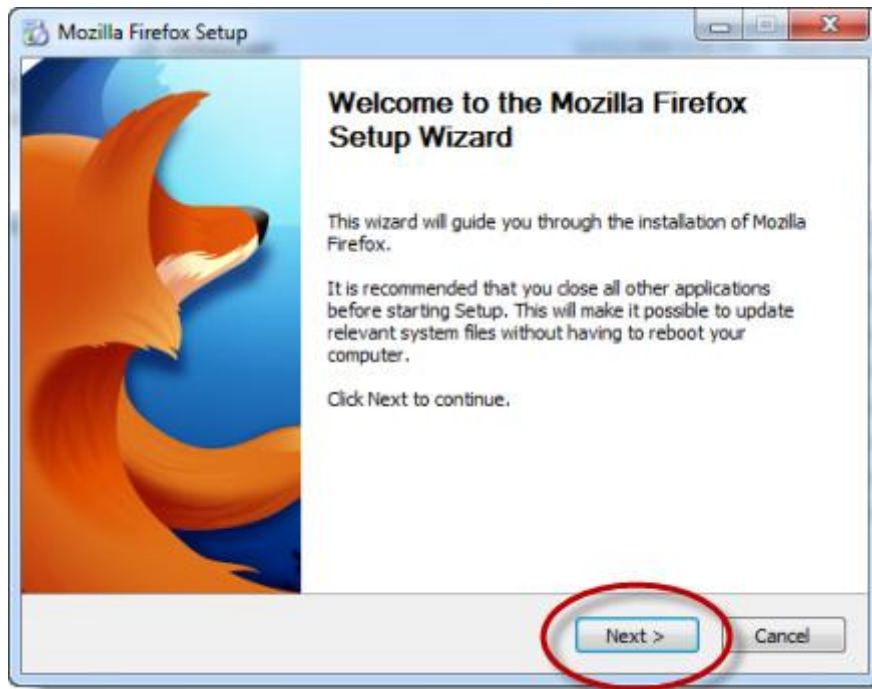 Mozilla Firefox Setup
Welcome to the Mozilla Firefox
Setup Wizard
This wizard will guide you through the installation of Mozilla
Firefox.
It is recommended that you close all other applications
before starting Setup. This will make it possible to update
relevant system files without having to reboot your
computer.
Click Next to continue.
Next >
Cancel